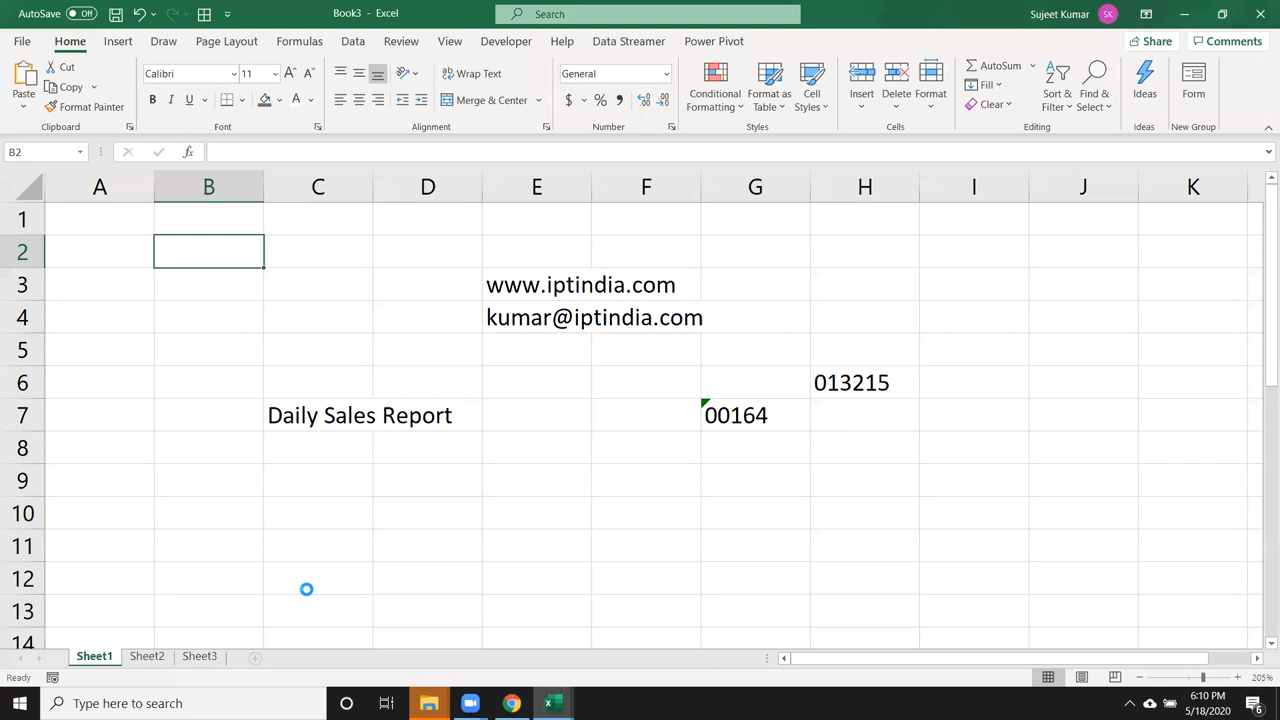 AutoSave Off Book3 - Excel Search Sujeet Kumar SK
File Home Insert Draw Page Layout Formulas Data Review View Developer Help Data Streamer Power Pivot Share Comments
Paste Cut Copy Format Painter Clipboard
Calibri 11 B I U A A A Font
Wrap Text Merge & Center Alignment
General $ % , Number
Conditional Formatting Format as Table Cell Styles Styles
Insert Delete Format Cells
AutoSum Fill Clear Sort & Filter Find & Select Editing
Ideas Ideas
Form New Group
B2 fx
A B C D E F G H I J K
1
2
3 www.iptindia.com
4 kumar@iptindia.com
5
6 013215
7 Daily Sales Report 00164
8
9
10
11
12
13
14
Sheet1 Sheet2 Sheet3
Ready 205%
Type here to search 6:10 PM
5/18/2020 6